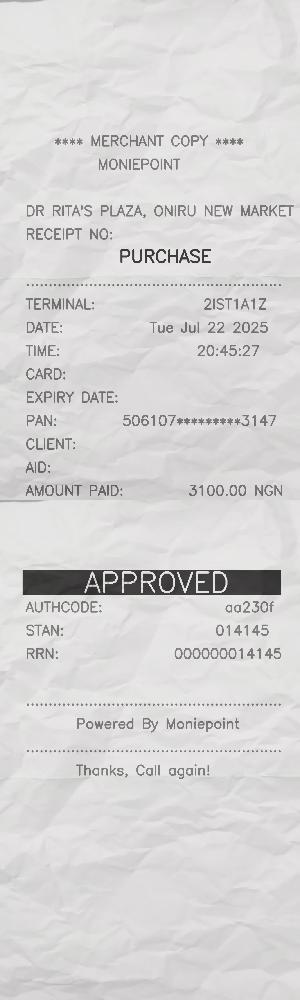 **** MERCHANT COPY ****
MONIEPOINT
DR RITA'S PLAZA, ONIRU NEW MARKET
RECEIPT NO:
PURCHASE
TERMINAL: 2IST1A1Z
DATE: Tue Jul 22 2025
TIME: 20:45:27
CARD:
EXPIRY DATE:
PAN: 506107*********3147
CLIENT:
AID:
AMOUNT PAID: 3100.00 NGN
APPROVED
AUTHCODE: aa230f
STAN: 014145
RRN: 000000014145
Powered By Moniepoint
Thanks, Call again!